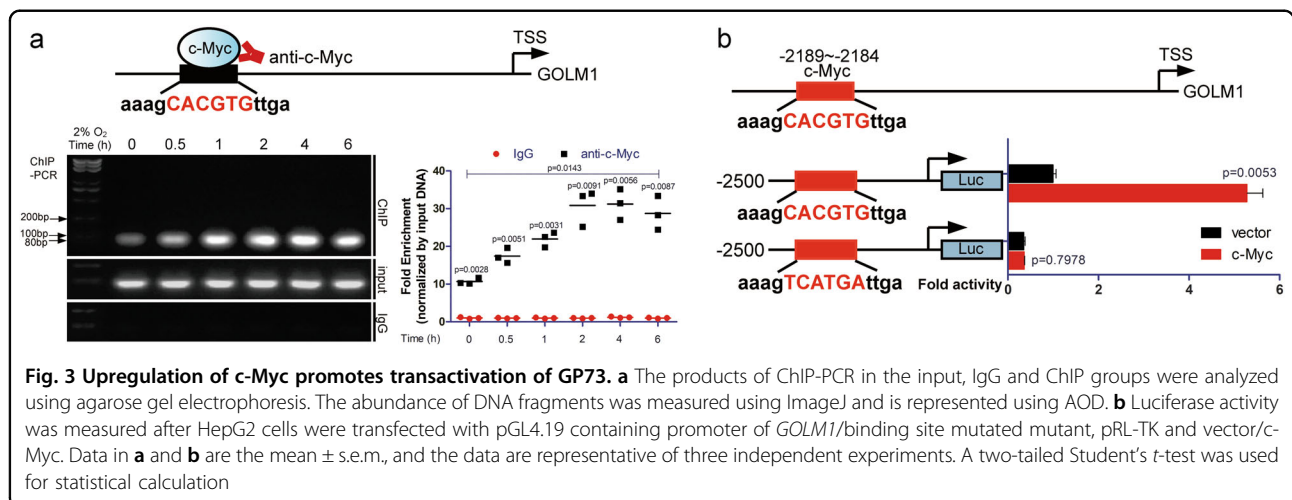 a
c-Myc
anti-c-Myc
TSS
GOLM1
aaagCACGTGttga
2% O₂
Time (h)
0 0.5 1 2 4 6
ChIP
-PCR
200bp
100bp
80bp
ChIP
input
IgG
IgG anti-c-Myc
p=0.0143
Fold Enrichment
(normalized by input DNA)
40
30
20
10
0
p=0.0028
p=0.0051
p=0.0031
p=0.0091
p=0.0056
p=0.0087
Time (h) 0 0.5 1 2 4 6
b
-2189~-2184
c-Myc
TSS
GOLM1
aaagCACGTGttga
-2500
Luc
aaagCACGTGttga
p=0.0053
-2500
Luc
aaagTCATGAttga
p=0.7978
vector
c-Myc
Fold activity
0 2 4 6
Fig. 3 Upregulation of c-Myc promotes transactivation of GP73. a The products of ChIP-PCR in the input, IgG and ChIP groups were analyzed
using agarose gel electrophoresis. The abundance of DNA fragments was measured using ImageJ and is represented using AOD. b Luciferase activity
was measured after HepG2 cells were transfected with pGL4.19 containing promoter of GOLM1/binding site mutated mutant, pRL-TK and vector/c-
Myc. Data in a and b are the mean ± s.e.m., and the data are representative of three independent experiments. A two-tailed Student's t-test was used
for statistical calculation